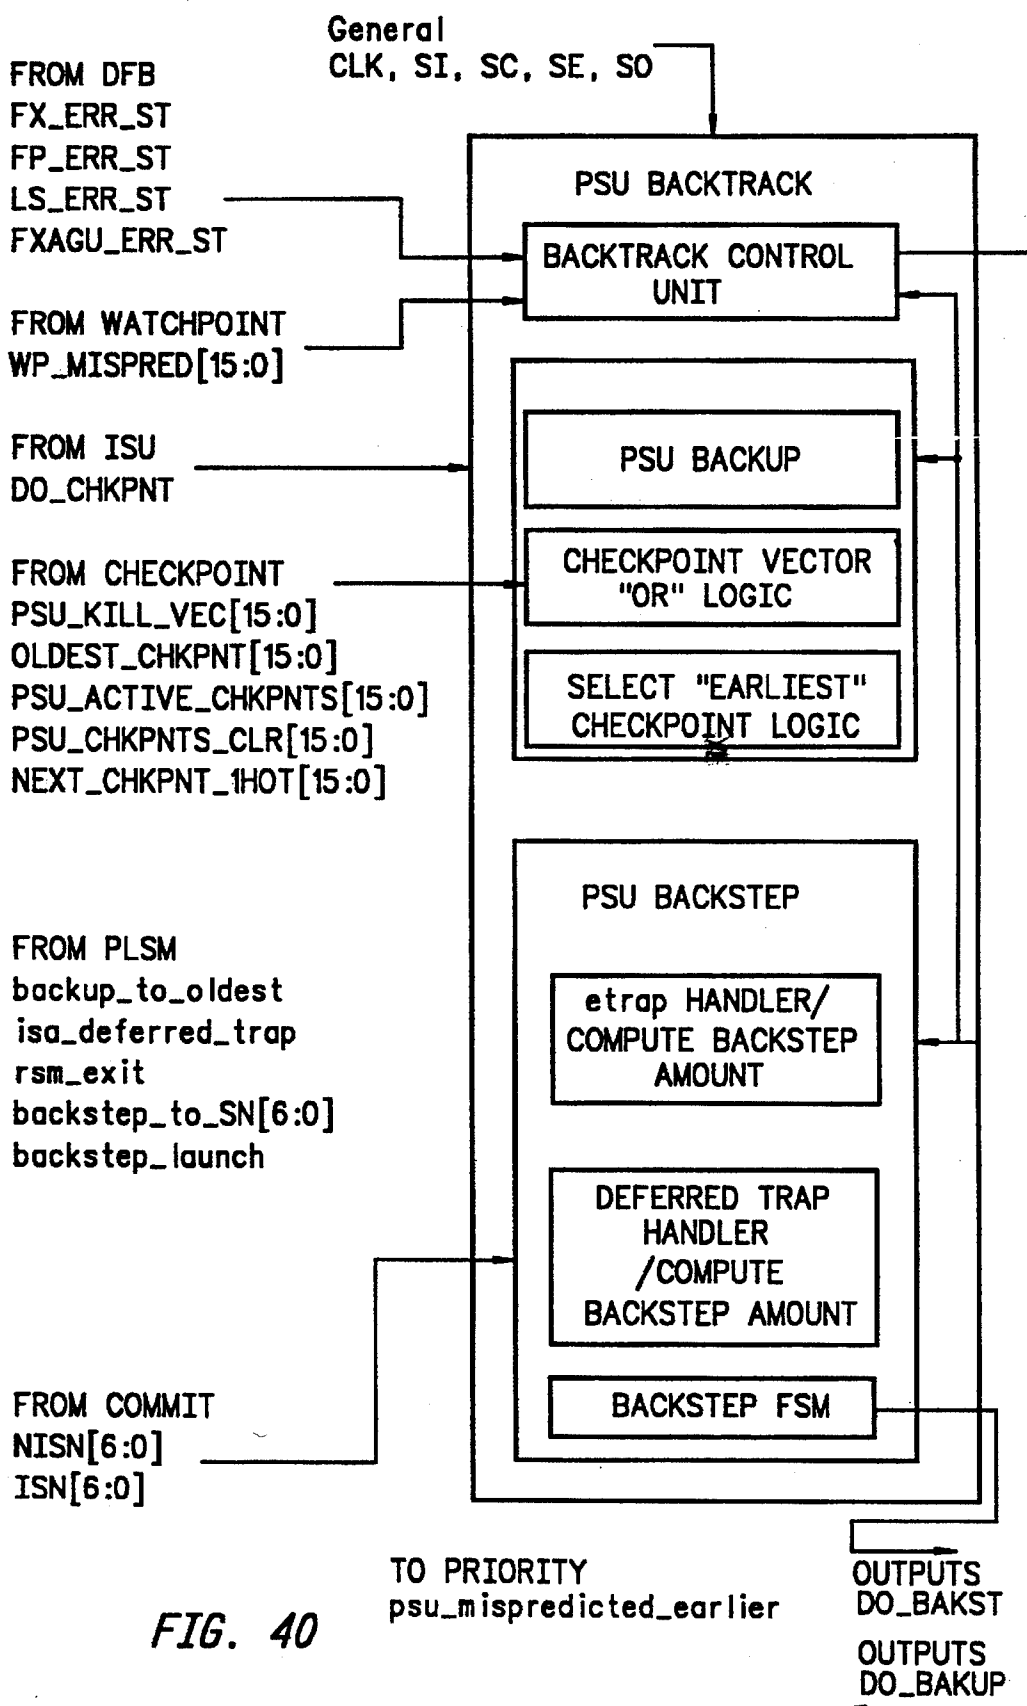 General
CLK, SI, SC, SE, SO
FROM DFB
FX_ERR_ST
FP_ERR_ST
LS_ERR_ST
FXAGU_ERR_ST
FROM WATCHPOINT
WP_MISPRED[15:0]
FROM ISU
DO_CHKPNT
FROM CHECKPOINT
PSU_KILL_VEC[15:0]
OLDEST_CHKPNT[15:0]
PSU_ACTIVE_CHKPNTS[15:0]
PSU_CHKPNTS_CLR[15:0]
NEXT_CHKPNT_1HOT[15:0]
FROM PLSM
backup_to_oldest
isa_deferred_trap
rsm_exit
backstep_to_SN[6:0]
backstep_launch
FROM COMMIT
NISN[6:0]
ISN[6:0]
PSU BACKTRACK
BACKTRACK CONTROL
UNIT
PSU BACKUP
CHECKPOINT VECTOR
"OR" LOGIC
SELECT "EARLIEST"
CHECKPOINT LOGIC
PSU BACKSTEP
etrap HANDLER/
COMPUTE BACKSTEP
AMOUNT
DEFERRED TRAP
HANDLER
/COMPUTE
BACKSTEP AMOUNT
BACKSTEP FSM
TO PRIORITY
psu_mispredicted_earlier
OUTPUTS
DO_BAKST
OUTPUTS
DO_BAKUP
FIG. 40